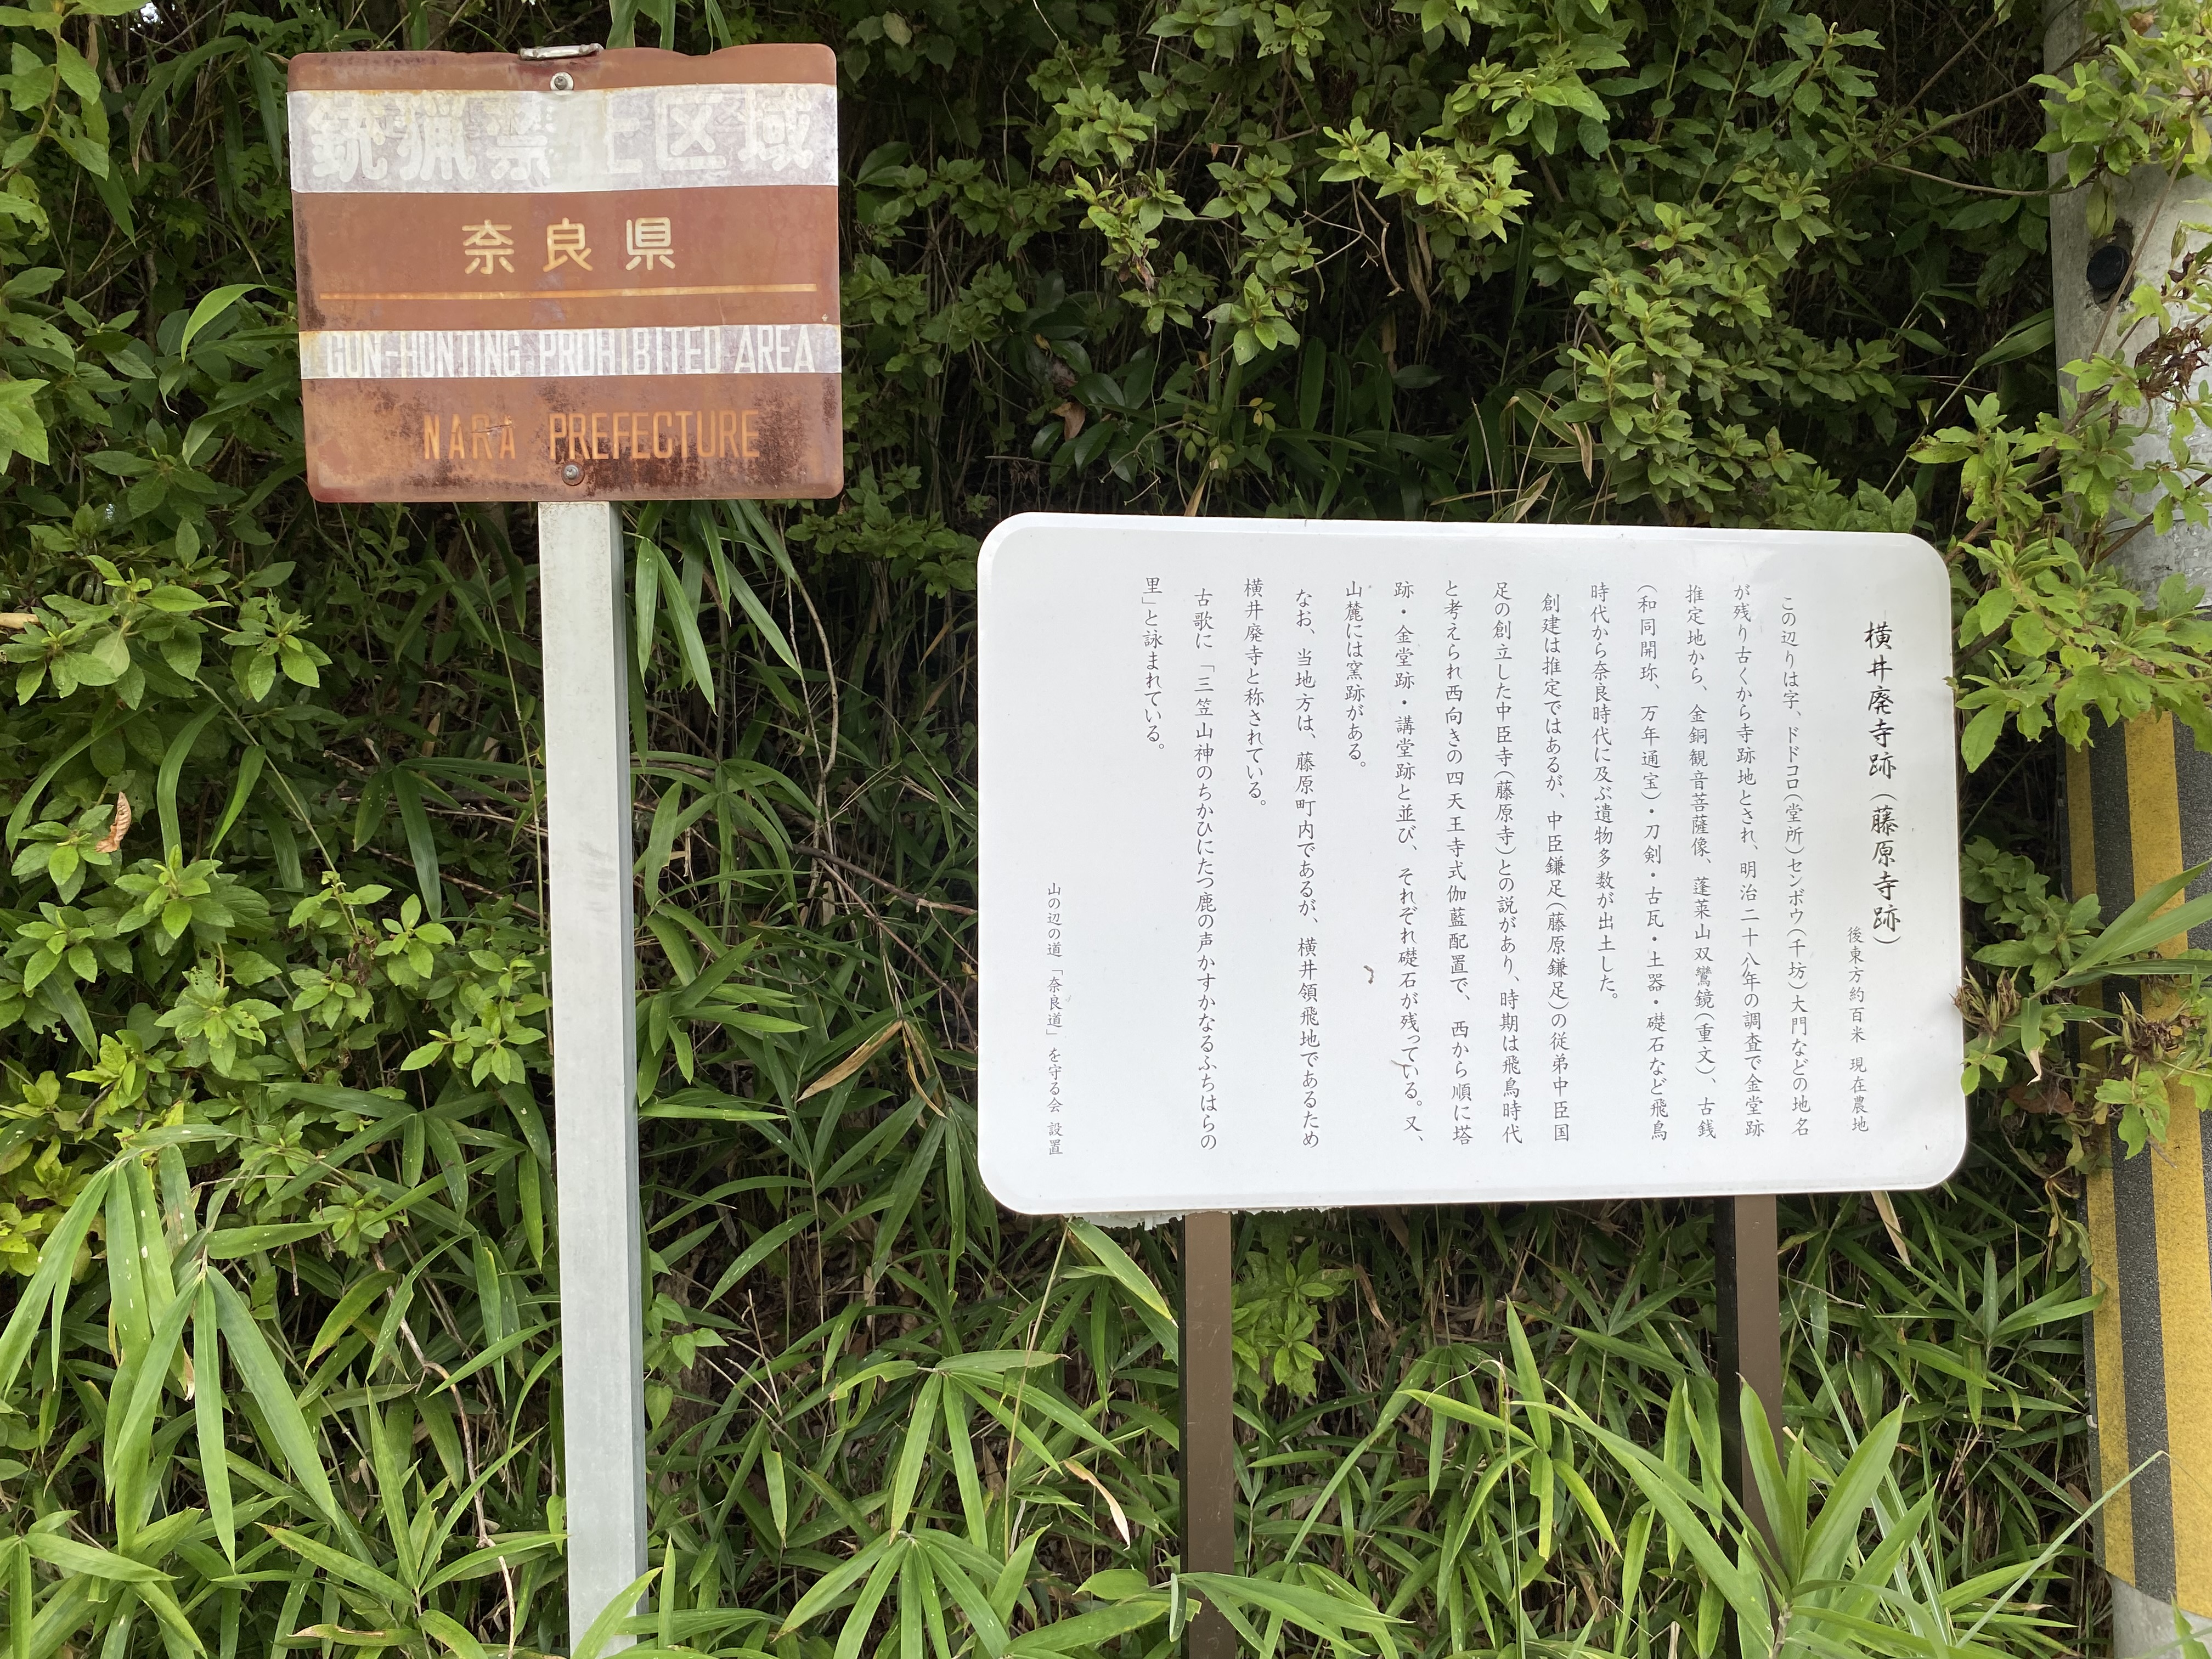 銃猟禁止区域
奈良県
GUN-HUNTING PROHIBITED AREA
NARA PREFECTURE
横井廃寺跡（藤原寺跡）
後東方約百米 現在農地
この辺りは字、ドドコロ（堂所）センボウ（千坊）大門などの地名
が残り古くから寺跡地とされ、明治二十八年の調査で金堂跡
推定地から、金銅観音菩薩像、蓬莱山双鸞鏡（重文）、古銭
（和同開珎、万年通宝）・刀剣・古瓦・土器・礎石など飛鳥
時代から奈良時代に及ぶ遺物多数が出土した。
創建は推定ではあるが、中臣鎌足（藤原鎌足）の従弟中臣国
足の創立した中臣寺（藤原寺）との説があり、時期は飛鳥時代
と考えられ西向きの四天王寺式伽藍配置で、西から順に塔
跡・金堂跡・講堂跡と並び、それぞれ礎石が残っている。又、
山麓には窯跡がある。
なお、当地方は、藤原町内であるが、横井領飛地であるため
横井廃寺と称されている。
古歌に「三笠山神のちかひにたつ鹿の声かすかなるふぢはらの
里」と詠まれている。
山の辺の道「奈良道」を守る会 設置